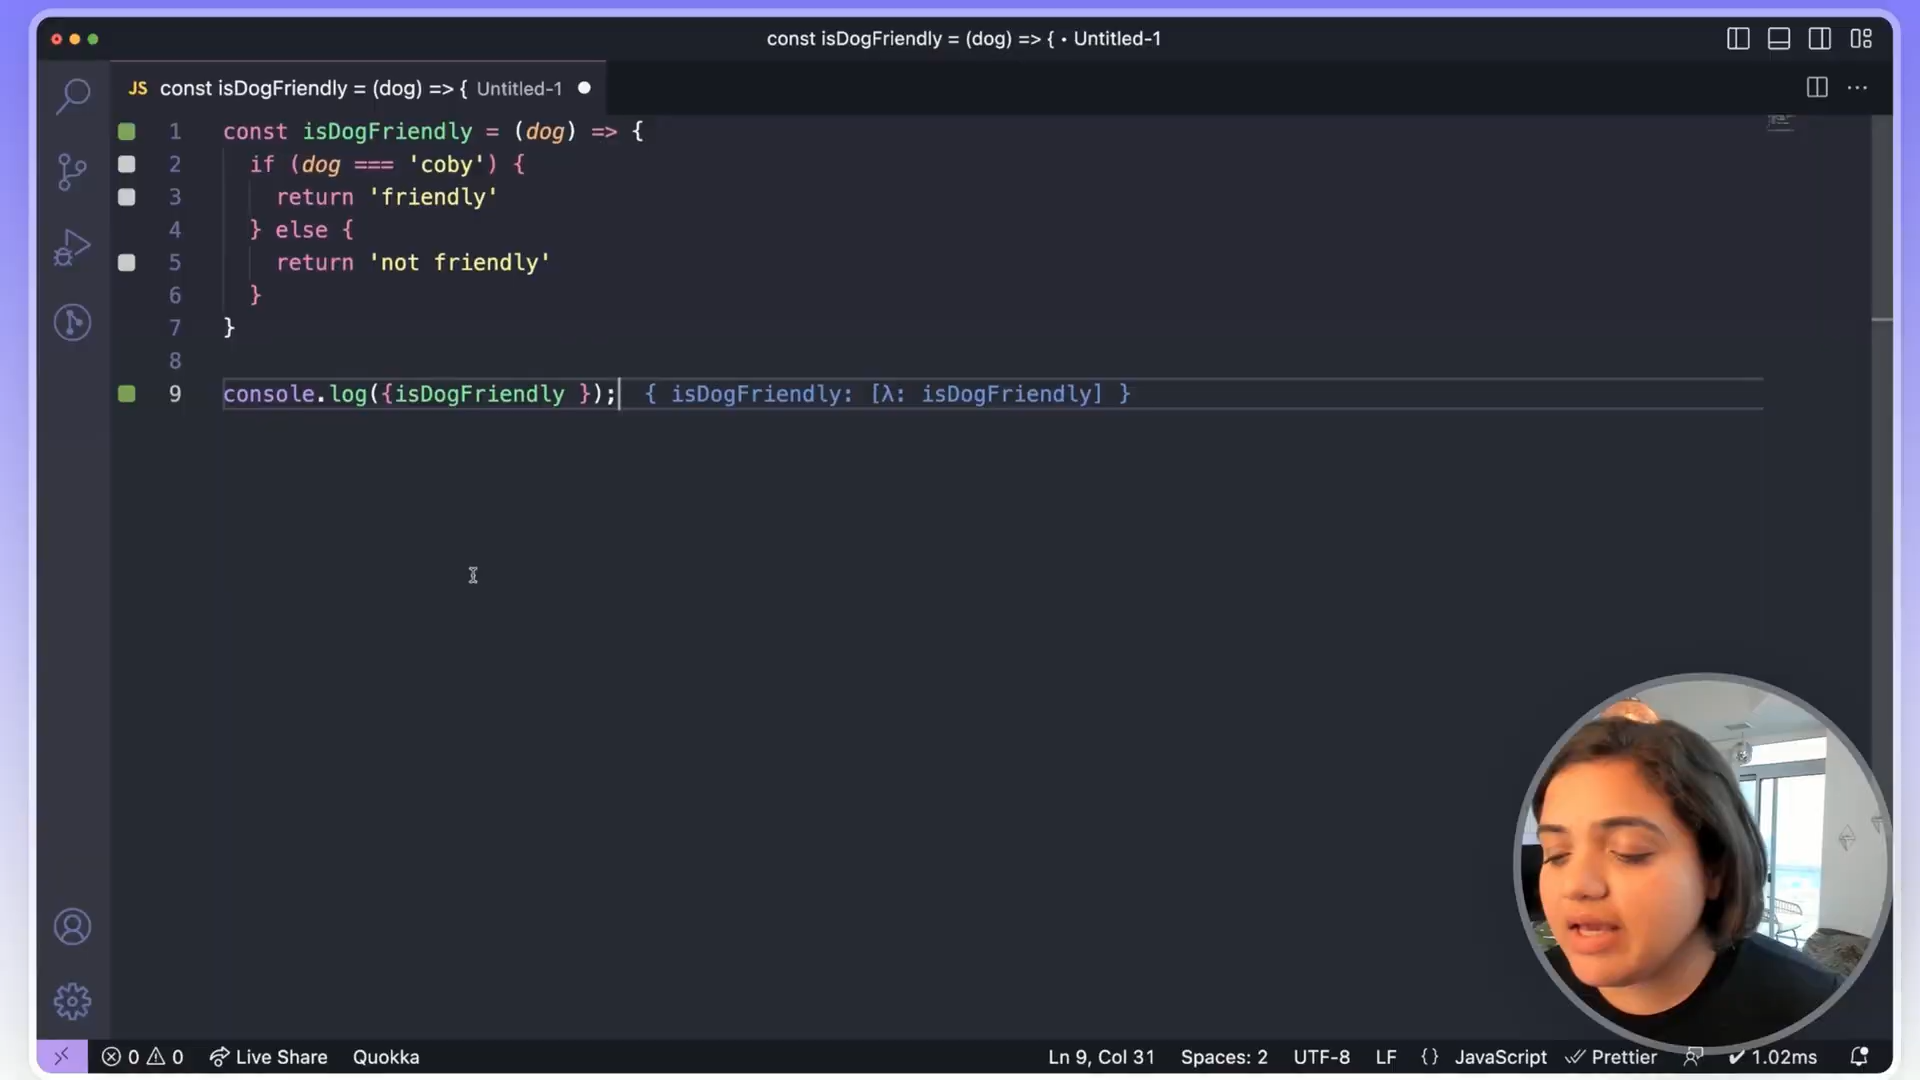 const isDogFriendly = (dog) => { • Untitled-1
JS const isDogFriendly = (dog) => { Untitled-1
1 const isDogFriendly = (dog) => {
2 if (dog === 'coby') {
3 return 'friendly'
4 } else {
5 return 'not friendly'
6 }
7 }
8
9 console.log({isDogFriendly }); { isDogFriendly: [λ: isDogFriendly] }
0 0 Live Share Quokka Ln 9, Col 31 Spaces: 2 UTF-8 LF {} JavaScript Prettier ✔ 1.02ms